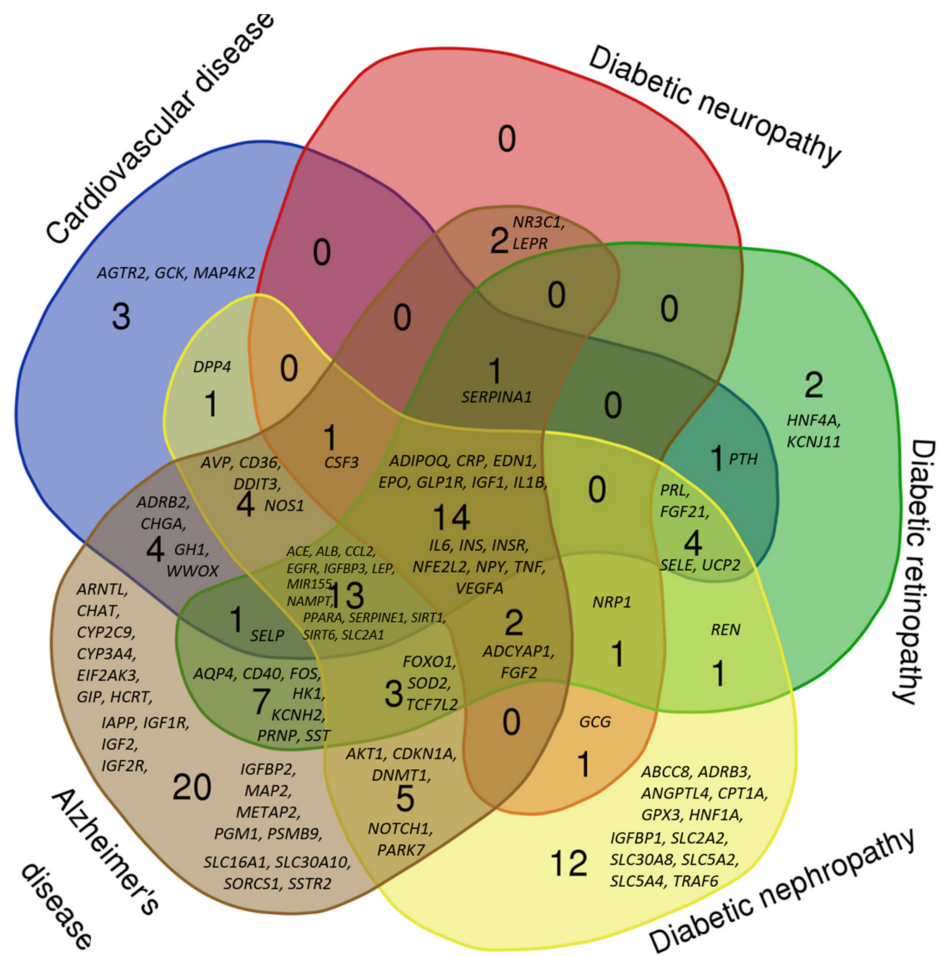 Cardiovascular disease
Diabetic neuropathy
0
NR3C1,
2 LEPR
0
AGTR2, GCK, MAP4K2
3
0
0
0
DPP4
1
0
1
SERPINA1
0
2
HNF4A,
KCNJ11
1 PTH
Diabetic retinopathy
1
CSF3
AVP, CD36,
DDIT3,
4 NOS1
ADIPOQ, CRP, EDN1,
EPO, GLP1R, IGF1, IL1B,
14
IL6, INS, INSR,
NFE2L2, NPY, TNF,
VEGFA
0
PRL,
FGF21,
4
SELE, UCP2
ADRB2,
CHGA,
4 GH1,
WWOX
ACE, ALB, CCL2,
EGFR, IGFBP3, LEP,
MIR155,
NAMPT, 13
PPARA, SERPINE1, SIRT1,
SIRT6, SLC2A1
ARNTL,
CHAT,
CYP2C9,
CYP3A4,
EIF2AK3,
GIP, HCRT,
IAPP, IGF1R,
IGF2,
IGF2R,
20
IGFBP2,
MAP2,
METAP2,
PGM1, PSMB9,
SLC16A1, SLC30A10,
SORCS1, SSTR2
1 SELP
2
ADCYAP1,
FGF2
NRP1
1
REN
1
AQP4, CD40, FOS,
7 HK1,
KCNH2,
PRNP, SST
FOXO1,
3 SOD2,
TCF7L2
0
GCG
1
AKT1, CDKN1A,
DNMT1,
5
NOTCH1,
PARK7
ABCC8, ADRB3,
ANGPTL4, CPT1A,
GPX3, HNF1A,
12
IGFBP1, SLC2A2,
SLC30A8, SLC5A2,
SLC5A4, TRAF6
Alzheimer's
disease
Diabetic nephropathy